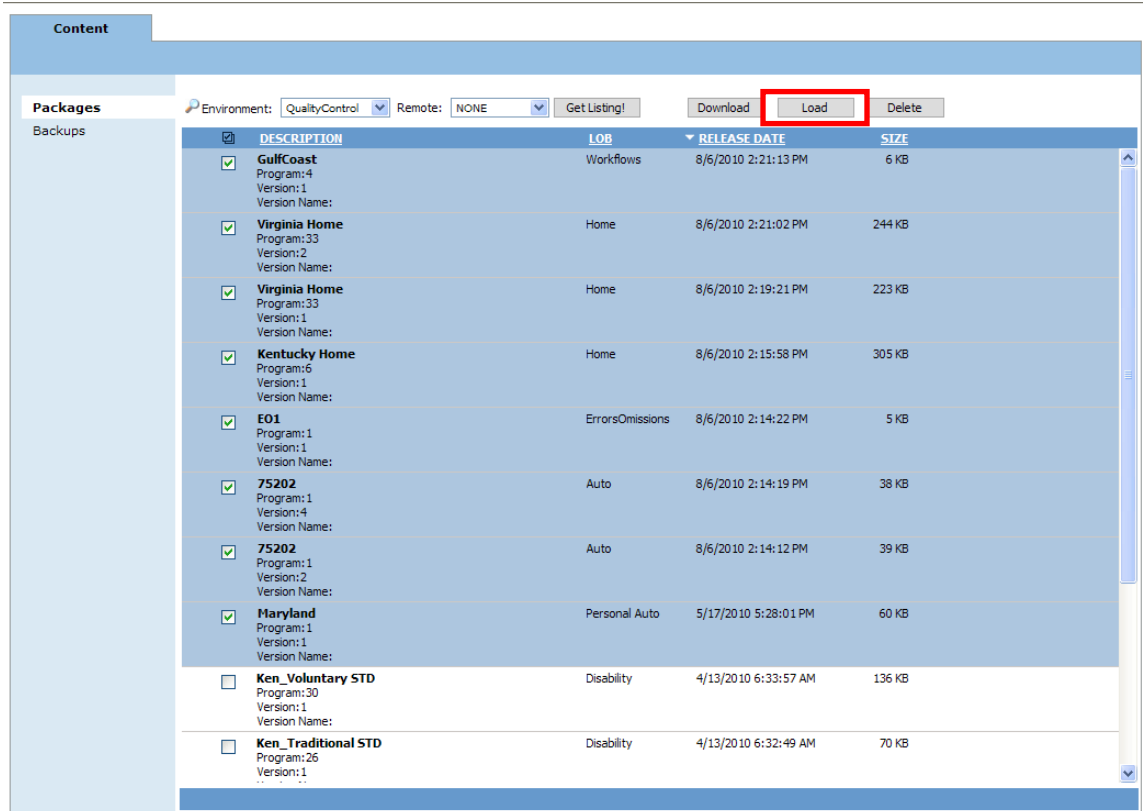 Content
Packages
Backups
Environment: QualityControl Remote: NONE Get Listing! Download Load Delete
DESCRIPTION LOB RELEASE DATE SIZE
GulfCoast Workflows 8/6/2010 2:21:13 PM 6 KB
Program:4
Version:1
Version Name:
Virginia Home Home 8/6/2010 2:21:02 PM 244 KB
Program:33
Version:2
Version Name:
Virginia Home Home 8/6/2010 2:19:21 PM 223 KB
Program:33
Version:1
Version Name:
Kentucky Home Home 8/6/2010 2:15:58 PM 305 KB
Program:6
Version:1
Version Name:
EO1 ErrorsOmissions 8/6/2010 2:14:22 PM 5 KB
Program:1
Version:1
Version Name:
75202 Auto 8/6/2010 2:14:19 PM 38 KB
Program:1
Version:4
Version Name:
75202 Auto 8/6/2010 2:14:12 PM 39 KB
Program:1
Version:2
Version Name:
Maryland Personal Auto 5/17/2010 5:28:01 PM 60 KB
Program:1
Version:1
Version Name:
Ken_Voluntary STD Disability 4/13/2010 6:33:57 AM 136 KB
Program:30
Version:1
Version Name:
Ken_Traditional STD Disability 4/13/2010 6:32:49 AM 70 KB
Program:26
Version:1